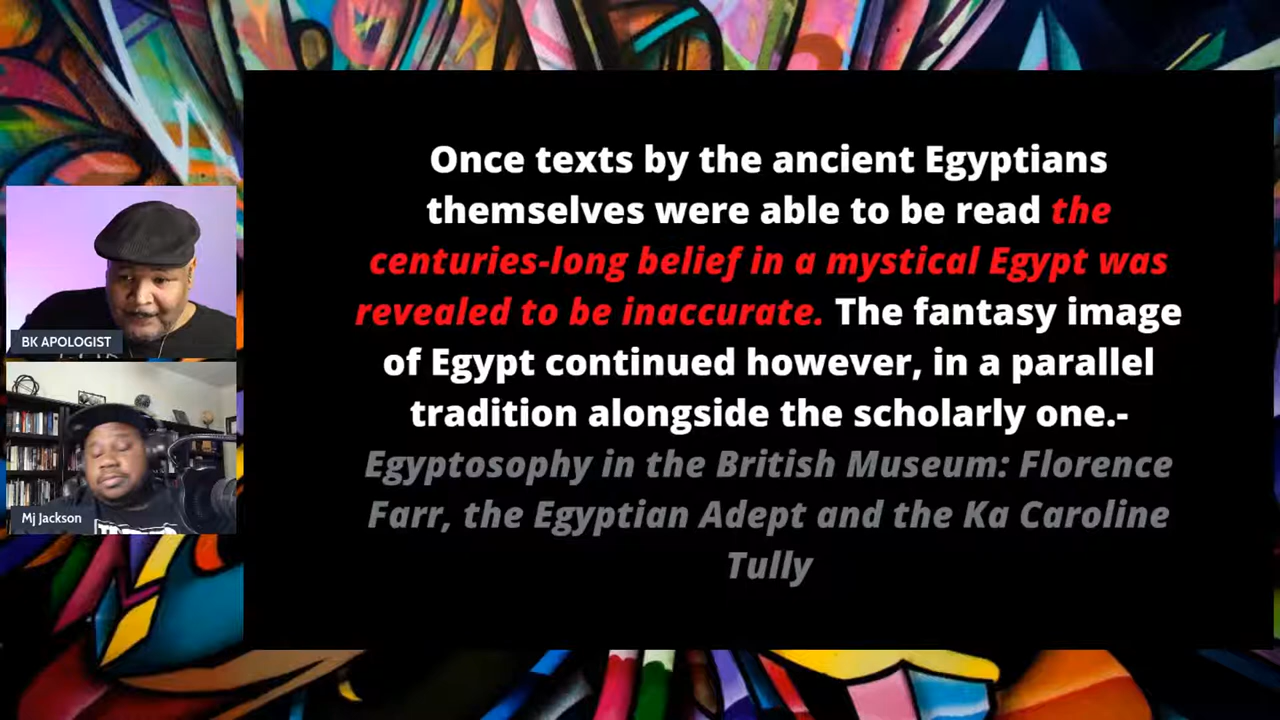 Once texts by the ancient Egyptians
themselves were able to be read the
centuries-long belief in a mystical Egypt was
revealed to be inaccurate. The fantasy image
of Egypt continued however, in a parallel
tradition alongside the scholarly one.-
Egyptosophy in the British Museum: Florence
Farr, the Egyptian Adept and the Ka Caroline
Tully
BK APOLOGIST
Mj Jackson